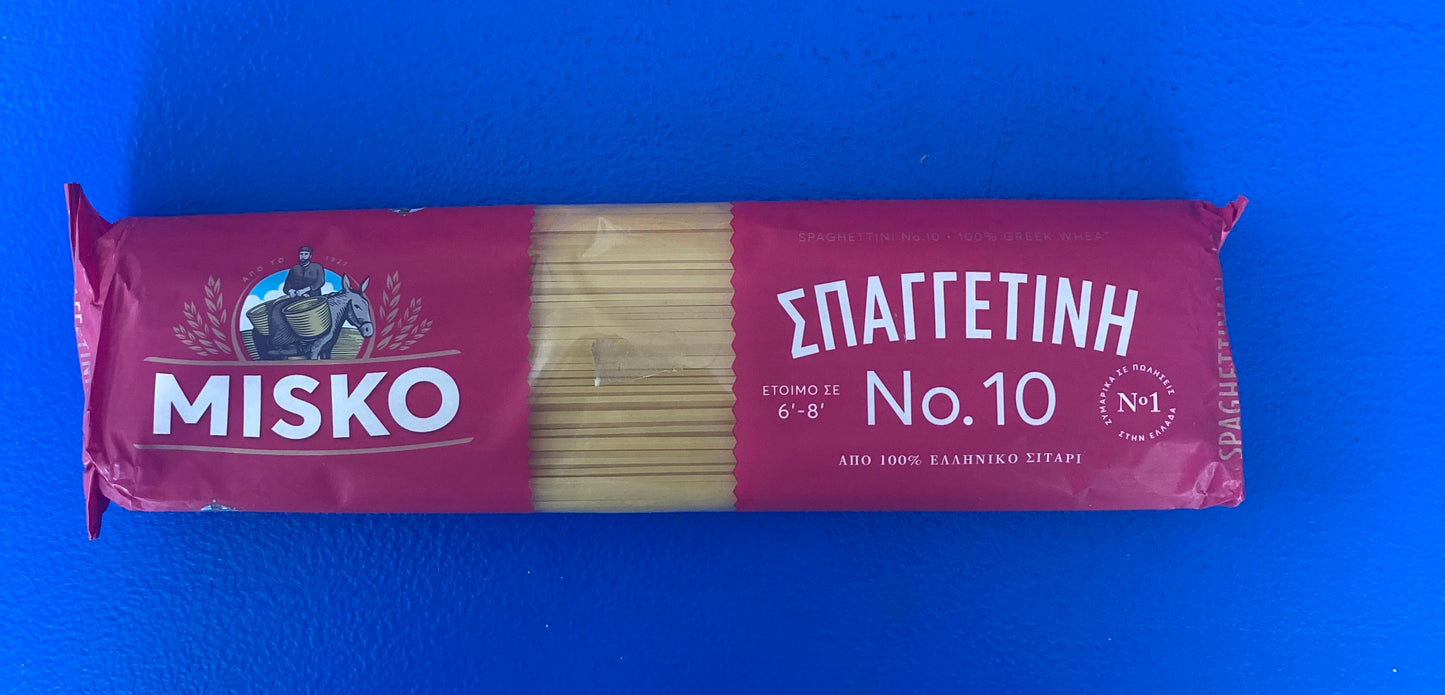 ΑΠΟ ΤΟ 1927
MISKO
SPAGHETTINI No.10 • 100% GREEK WHEAT
ΣΠΑΓΓΕΤΙΝΗ
No.10
ΕΤΟΙΜΟ ΣΕ
6'-8'
ΑΠΟ 100% ΕΛΛΗΝΙΚΟ ΣΙΤΑΡΙ
ΖΥΜΑΡΙΚΑ ΣΕ ΠΩΛΗΣΕΙΣ
Nº1
ΣΤΗΝ ΕΛΛΑΔΑ
SPAGHETTINI